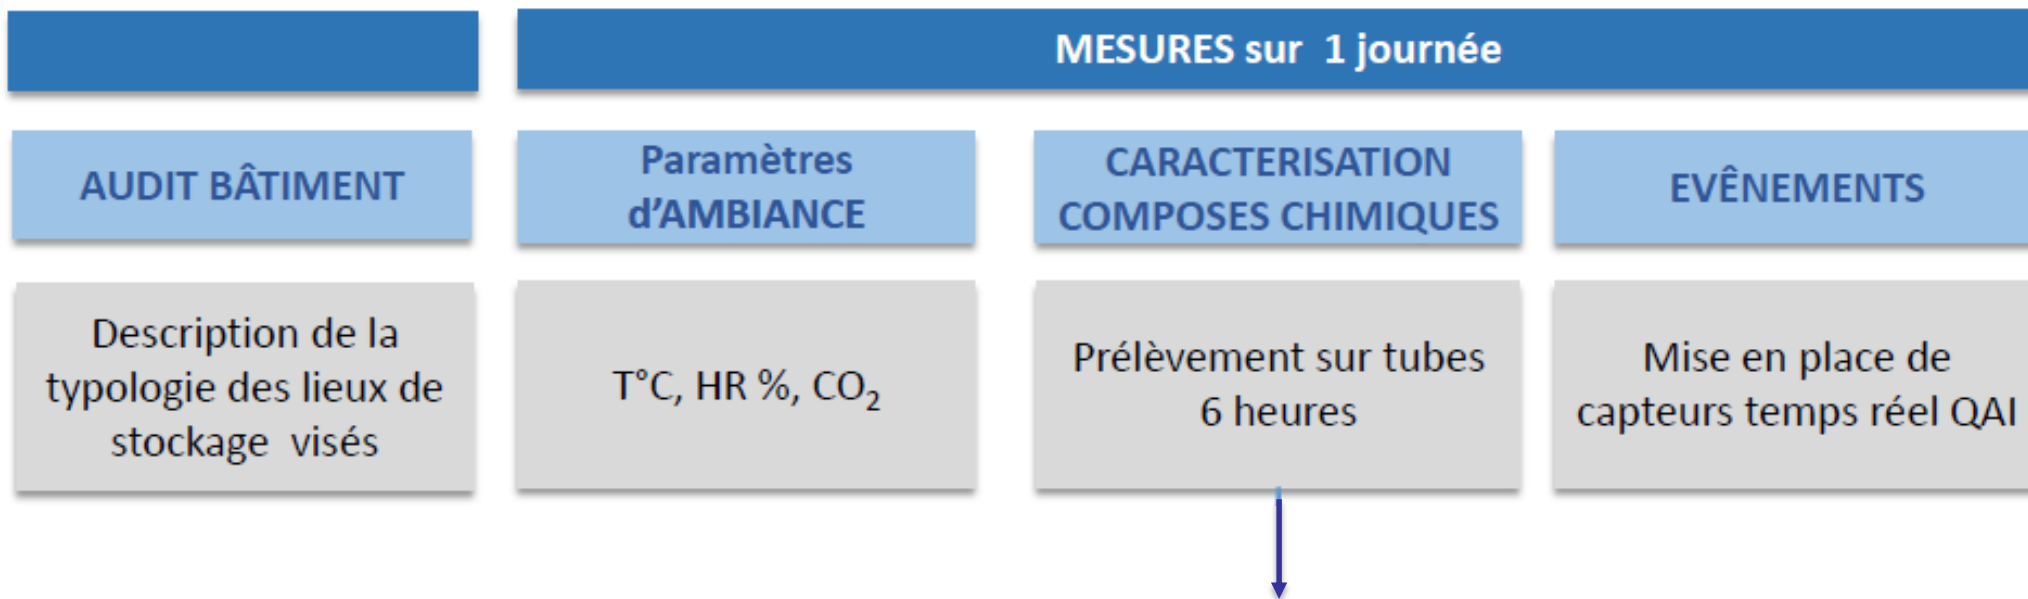 MESURES sur 1 journée
AUDIT BÂTIMENT
Paramètres
d'AMBIANCE
CARACTERISATION
COMPOSES CHIMIQUES
EVÊNEMENTS
Description de la
typologie des lieux de
stockage visés
T°C, HR %, CO₂
Prélèvement sur tubes
6 heures
Mise en place de
capteurs temps réel QAI